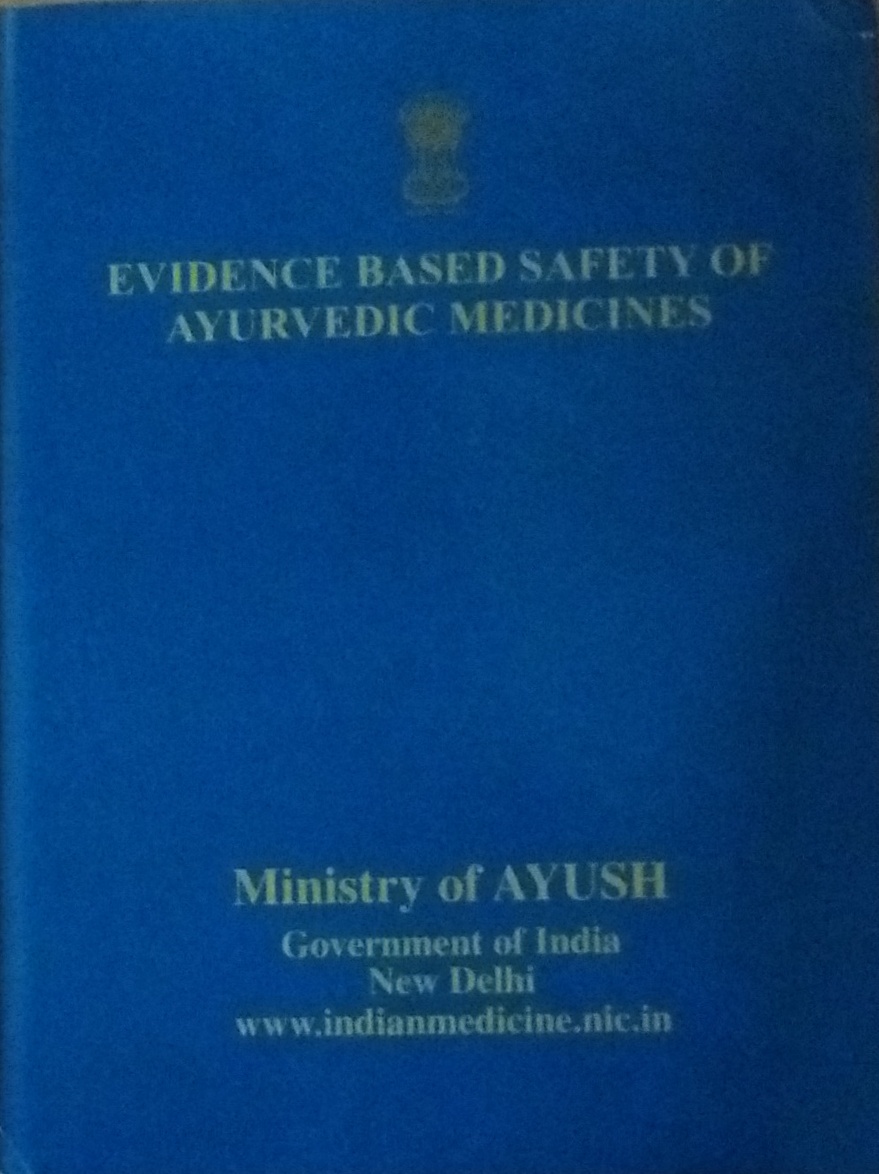 EVIDENCE BASED SAFETY OF
AYURVEDIC MEDICINES
Ministry of AYUSH
Government of India
New Delhi
www.indianmedicine.nic.in